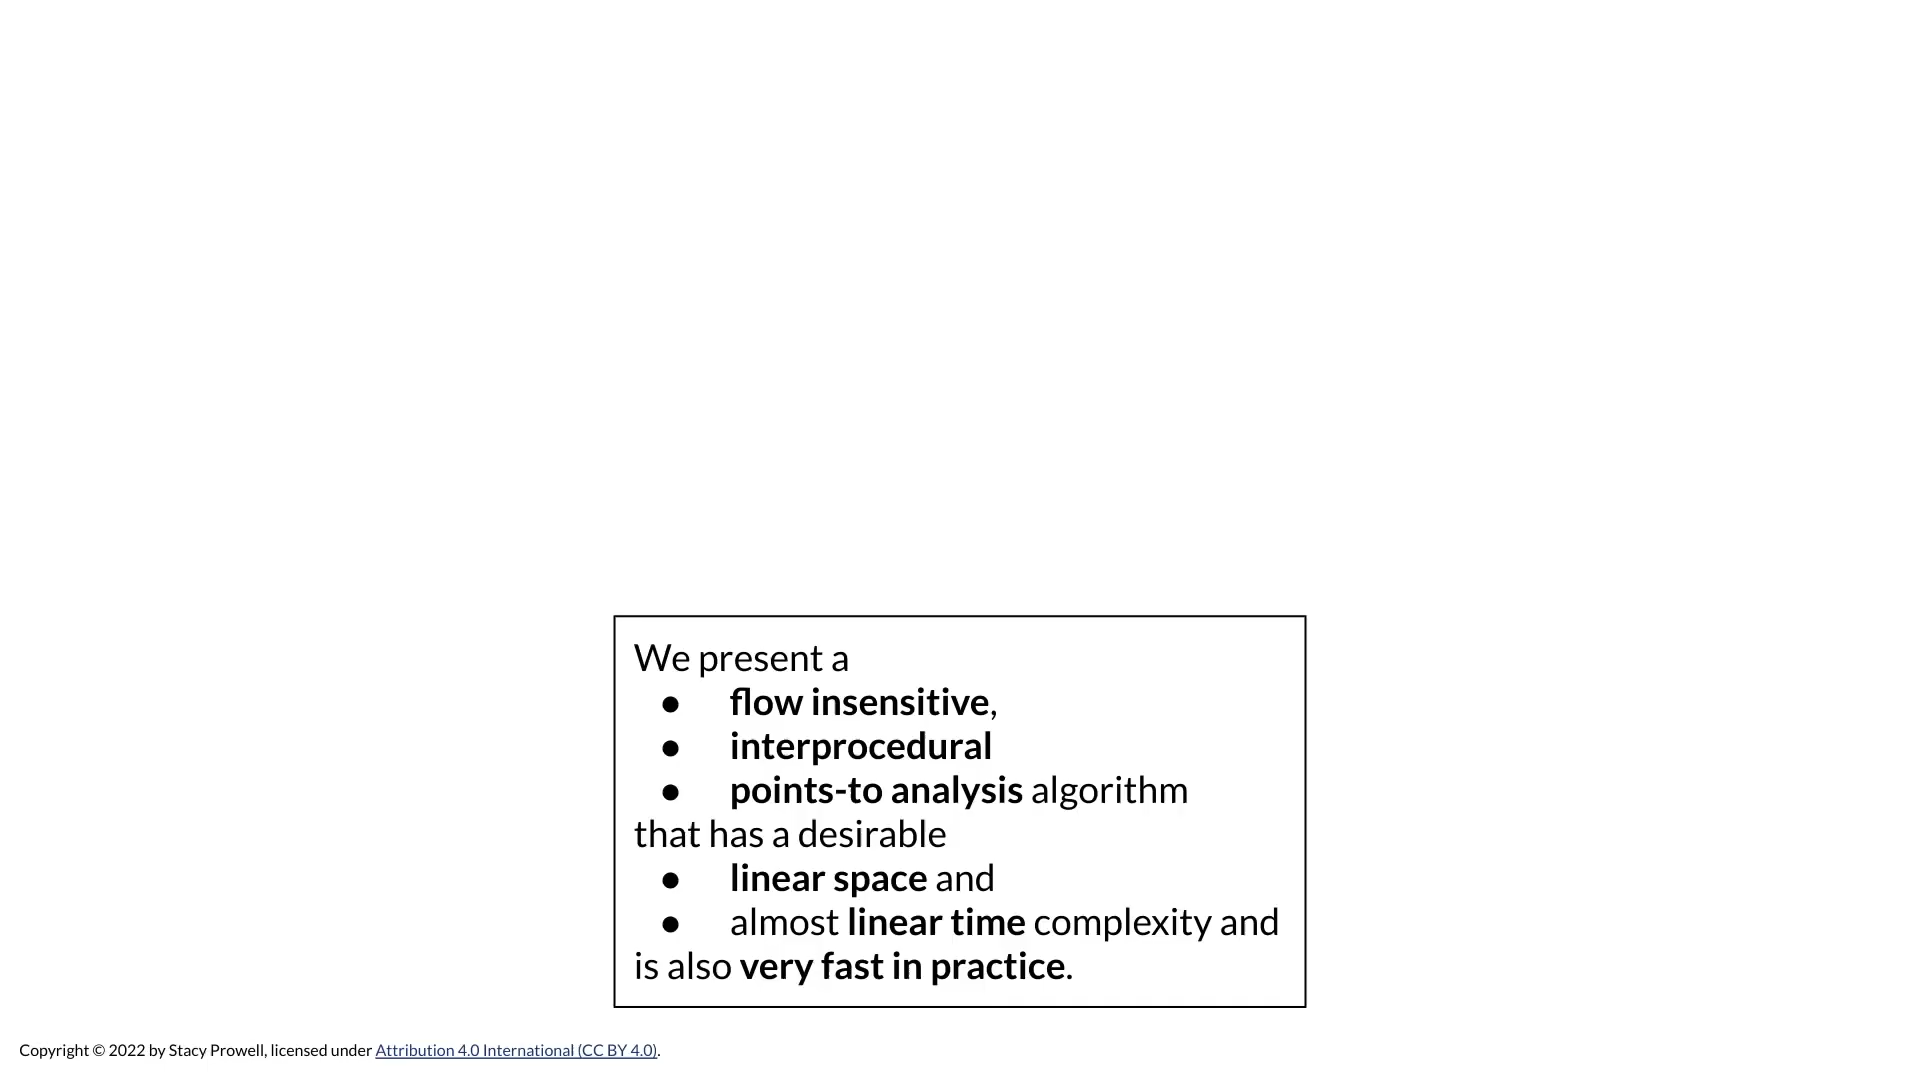 We present a
● flow insensitive,
● interprocedural
● points-to analysis algorithm
that has a desirable
● linear space and
● almost linear time complexity and
is also very fast in practice.
Copyright © 2022 by Stacy Prowell, licensed under Attribution 4.0 International (CC BY 4.0).